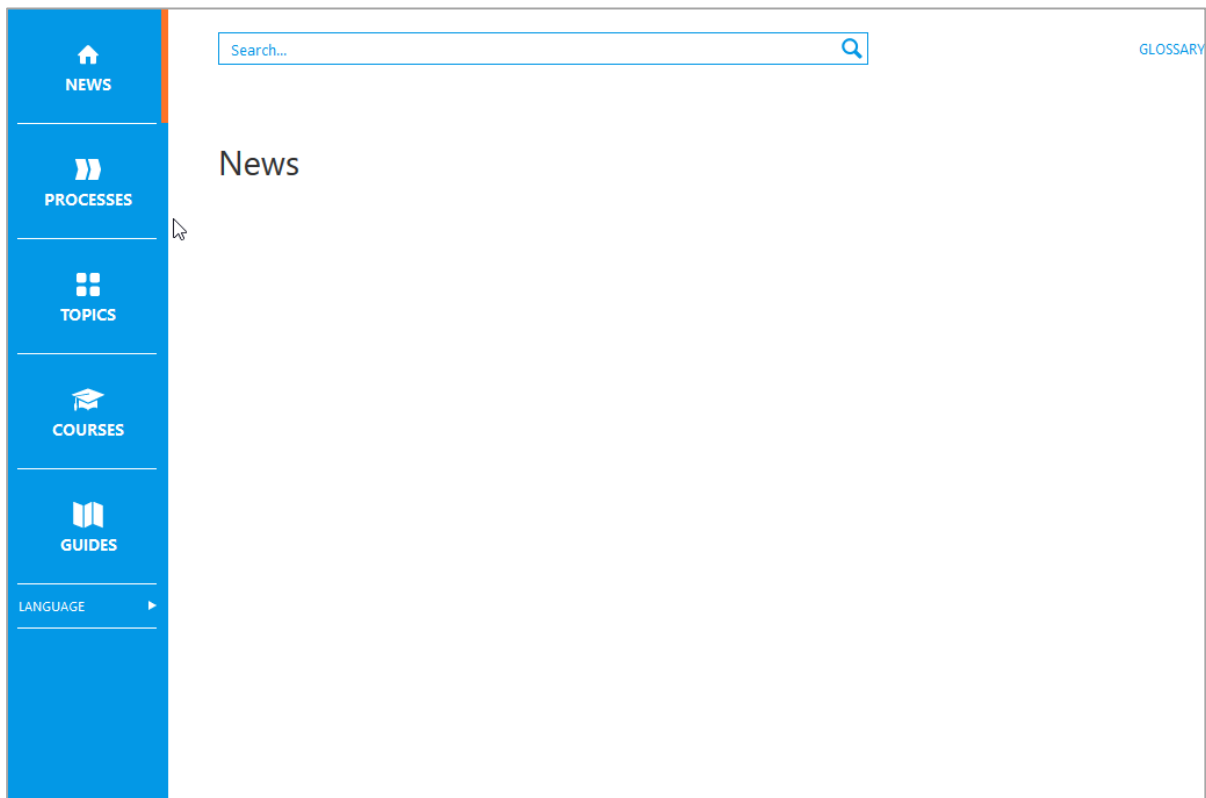 NEWS
PROCESSES
TOPICS
COURSES
GUIDES
LANGUAGE
Search...
GLOSSARY
News